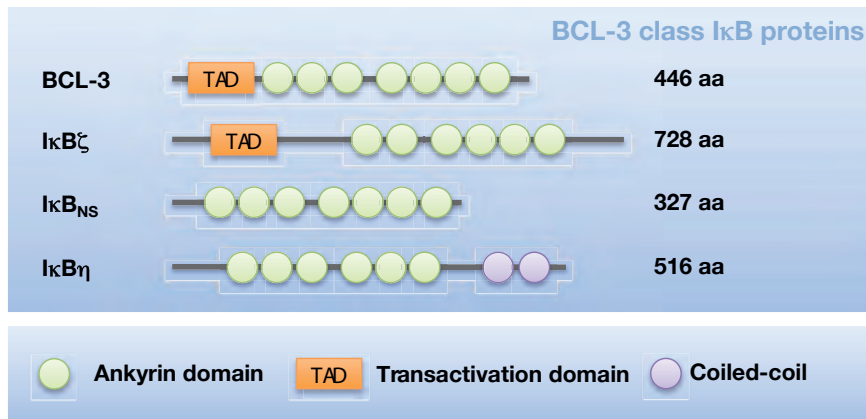 BCL-3 class IκB proteins
BCL-3 TAD 446 aa
IκBζ TAD 728 aa
IκBNS 327 aa
IκBη 516 aa
Ankyrin domain TAD Transactivation domain Coiled-coil